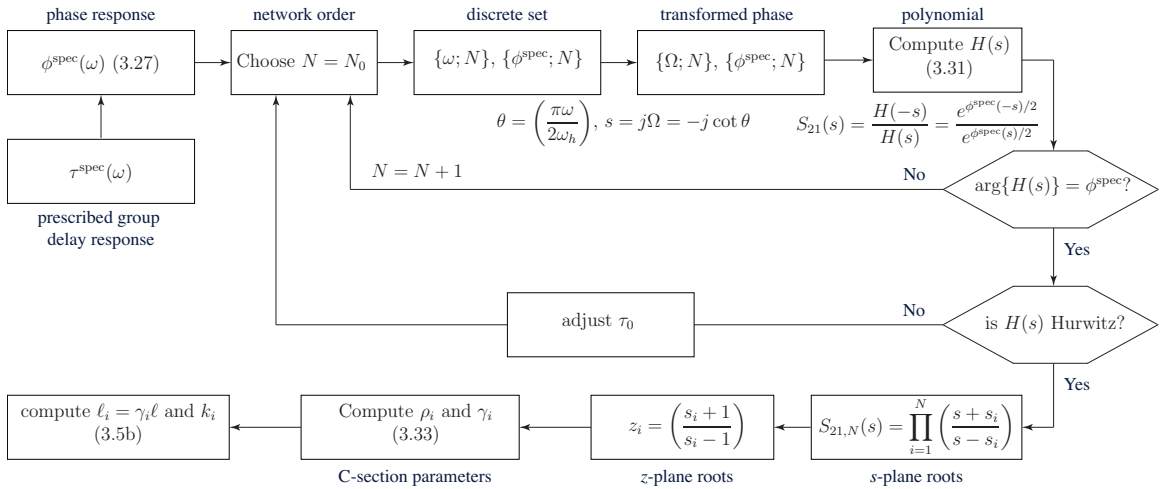 phase response
network order
discrete set
transformed phase
polynomial
ϕ^spec(ω) (3.27)
Choose N = N₀
{ω; N}, {ϕ^spec; N}
{Ω; N}, {ϕ^spec; N}
Compute H(s)
(3.31)
θ = (πω / 2ω_h), s = jΩ = −j cot θ
S₂₁(s) = H(−s) / H(s) = e^{ϕ^spec(−s)/2} / e^{ϕ^spec(s)/2}
τ^spec(ω)
prescribed group
delay response
N = N + 1
No
arg{H(s)} = ϕ^spec?
Yes
adjust τ₀
No
is H(s) Hurwitz?
Yes
compute ℓ_i = γ_i ℓ and k_i
(3.5b)
Compute ρ_i and γ_i
(3.33)
z_i = ((s_i + 1) / (s_i − 1))
S_{21,N}(s) = ∏_{i=1}^{N} ((s + s_i) / (s − s_i))
C-section parameters
z-plane roots
s-plane roots